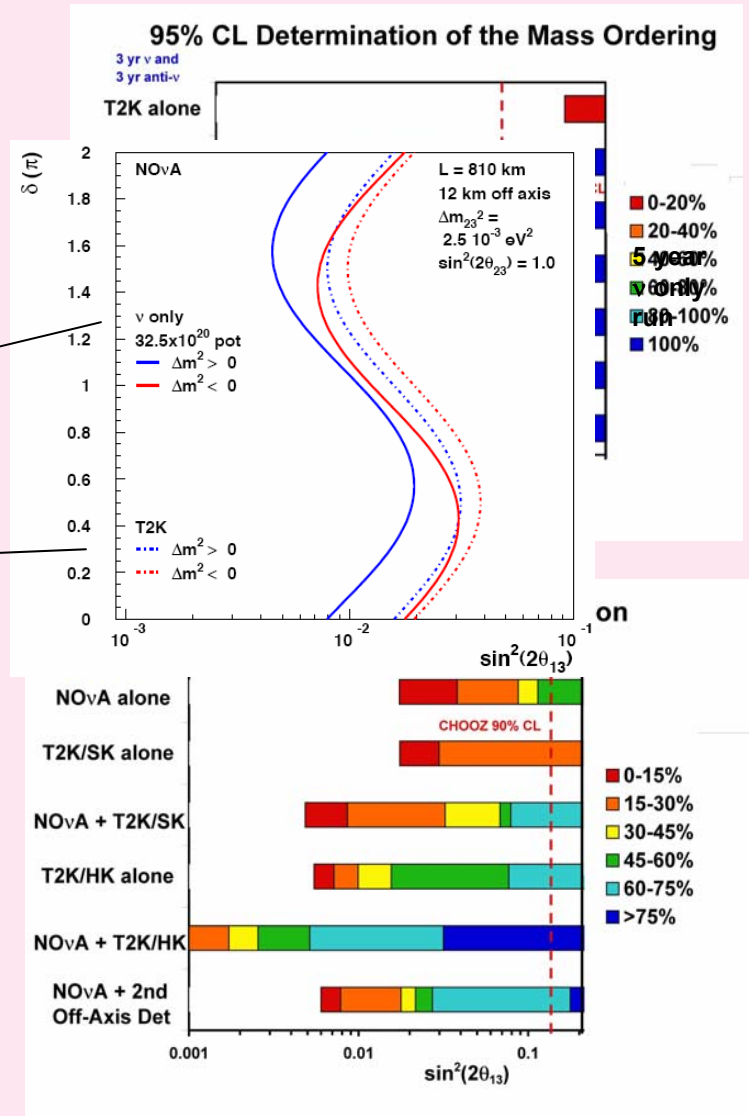 95% CL Determination of the Mass Ordering
3 yr ν and
3 yr anti-ν
T2K alone
0-20%
20-40%
80-100%
100%
5 year
ν only
run
δ (π)
NOνA
L = 810 km
12 km off axis
Δm₂₃² =
2.5 10⁻³ eV²
sin²(2θ₂₃) = 1.0
ν only
32.5x10²⁰ pot
Δm² > 0
Δm² < 0
T2K
Δm² > 0
Δm² < 0
2
1.8
1.6
1.4
1.2
1
0.8
0.6
0.4
0.2
0
10⁻³
10⁻²
10⁻¹
sin²(2θ₁₃)
on
NOνA alone
CHOOZ 90% CL
T2K/SK alone
NOνA + T2K/SK
T2K/HK alone
NOνA + T2K/HK
NOνA + 2nd
Off-Axis Det
0-15%
15-30%
30-45%
45-60%
60-75%
>75%
0.001
0.01
0.1
sin²(2θ₁₃)